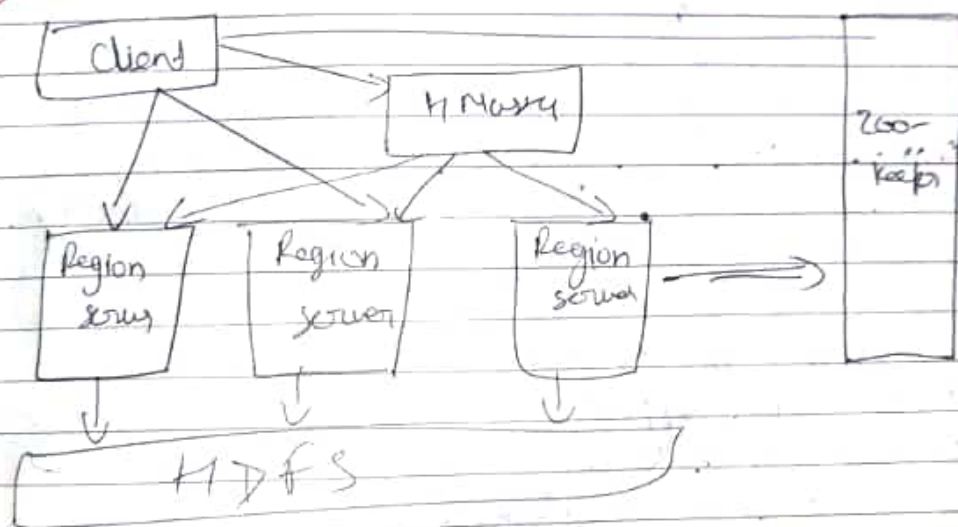 Client
H Master
Zoo-
keeper
Region
server
Region
server
Region
server
HDFS